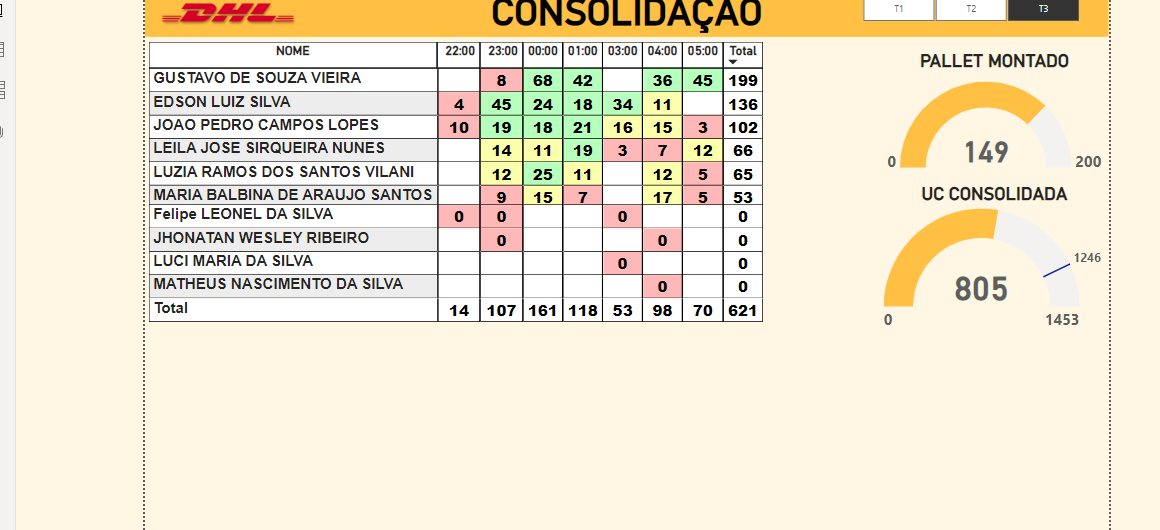 DHL
CONSOLIDAÇÃO
T1 T2 T3
NOME 22:00 23:00 00:00 01:00 03:00 04:00 05:00 Total
GUSTAVO DE SOUZA VIEIRA 8 68 42 36 45 199
EDSON LUIZ SILVA 4 45 24 18 34 11 136
JOAO PEDRO CAMPOS LOPES 10 19 18 21 16 15 3 102
LEILA JOSE SIRQUEIRA NUNES 14 11 19 3 7 12 66
LUZIA RAMOS DOS SANTOS VILANI 12 25 11 12 5 65
MARIA BALBINA DE ARAUJO SANTOS 9 15 7 17 5 53
Felipe LEONEL DA SILVA 0 0 0 0
JHONATAN WESLEY RIBEIRO 0 0 0
LUCI MARIA DA SILVA 0 0
MATHEUS NASCIMENTO DA SILVA 0 0
Total 14 107 161 118 53 98 70 621
PALLET MONTADO
149
0 200
UC CONSOLIDADA
1246
805
0 1453